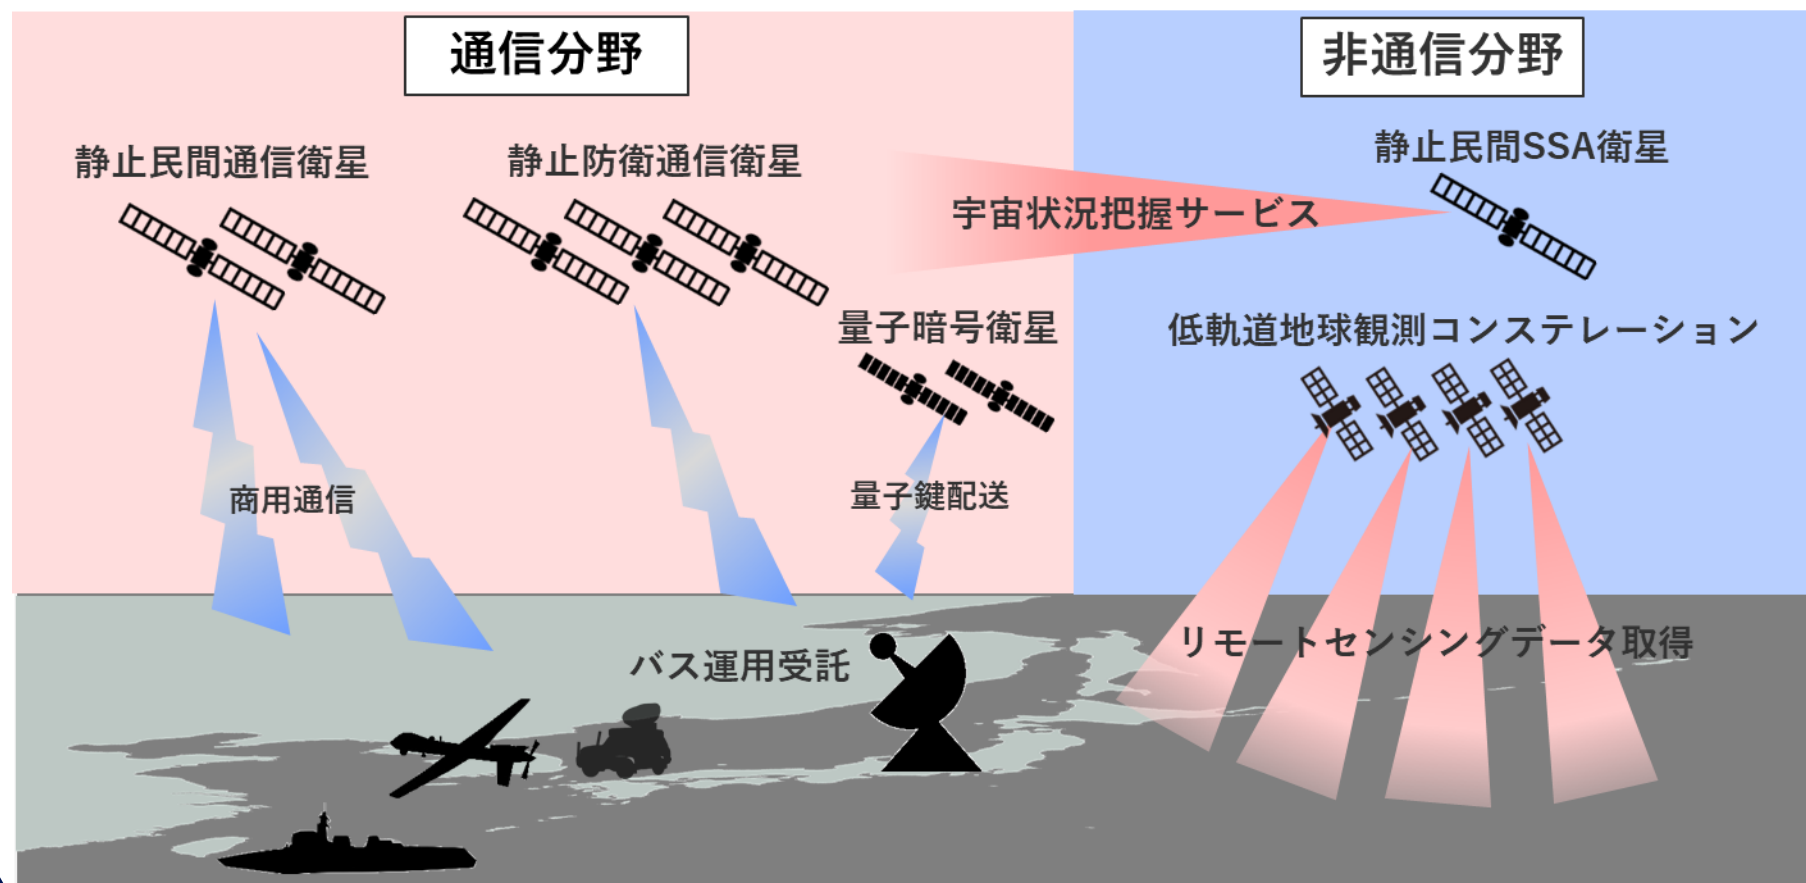 通信分野
非通信分野
静止民間通信衛星
静止防衛通信衛星
静止民間SSA衛星
宇宙状況把握サービス
量子暗号衛星
低軌道地球観測コンステレーション
商用通信
量子鍵配送
バス運用受託
リモートセンシングデータ取得